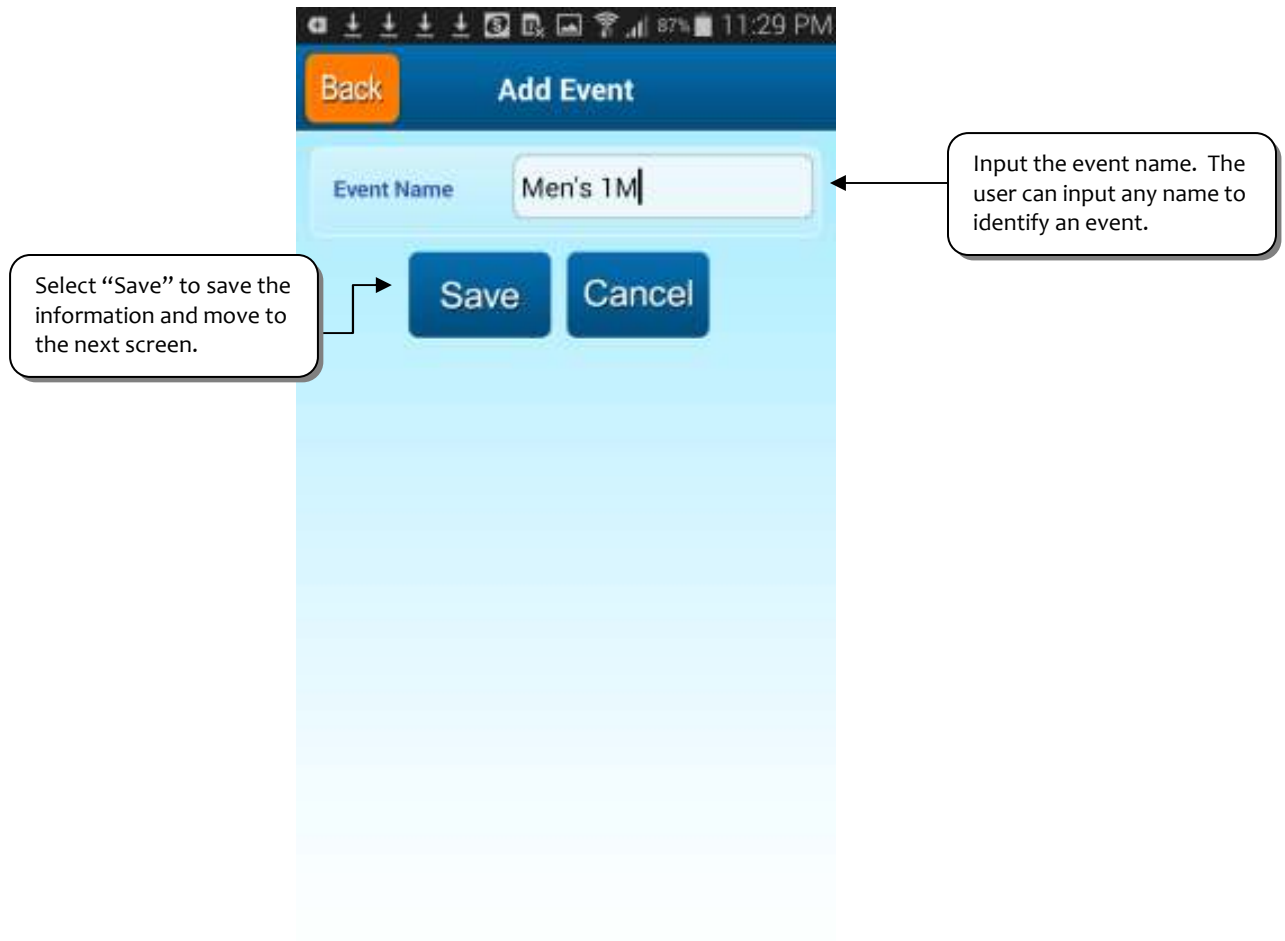 87% 11:29 PM
Back Add Event
Event Name Men's 1M
Input the event name.  The
user can input any name to
identify an event.
Save Cancel
Select “Save” to save the
information and move to
the next screen.